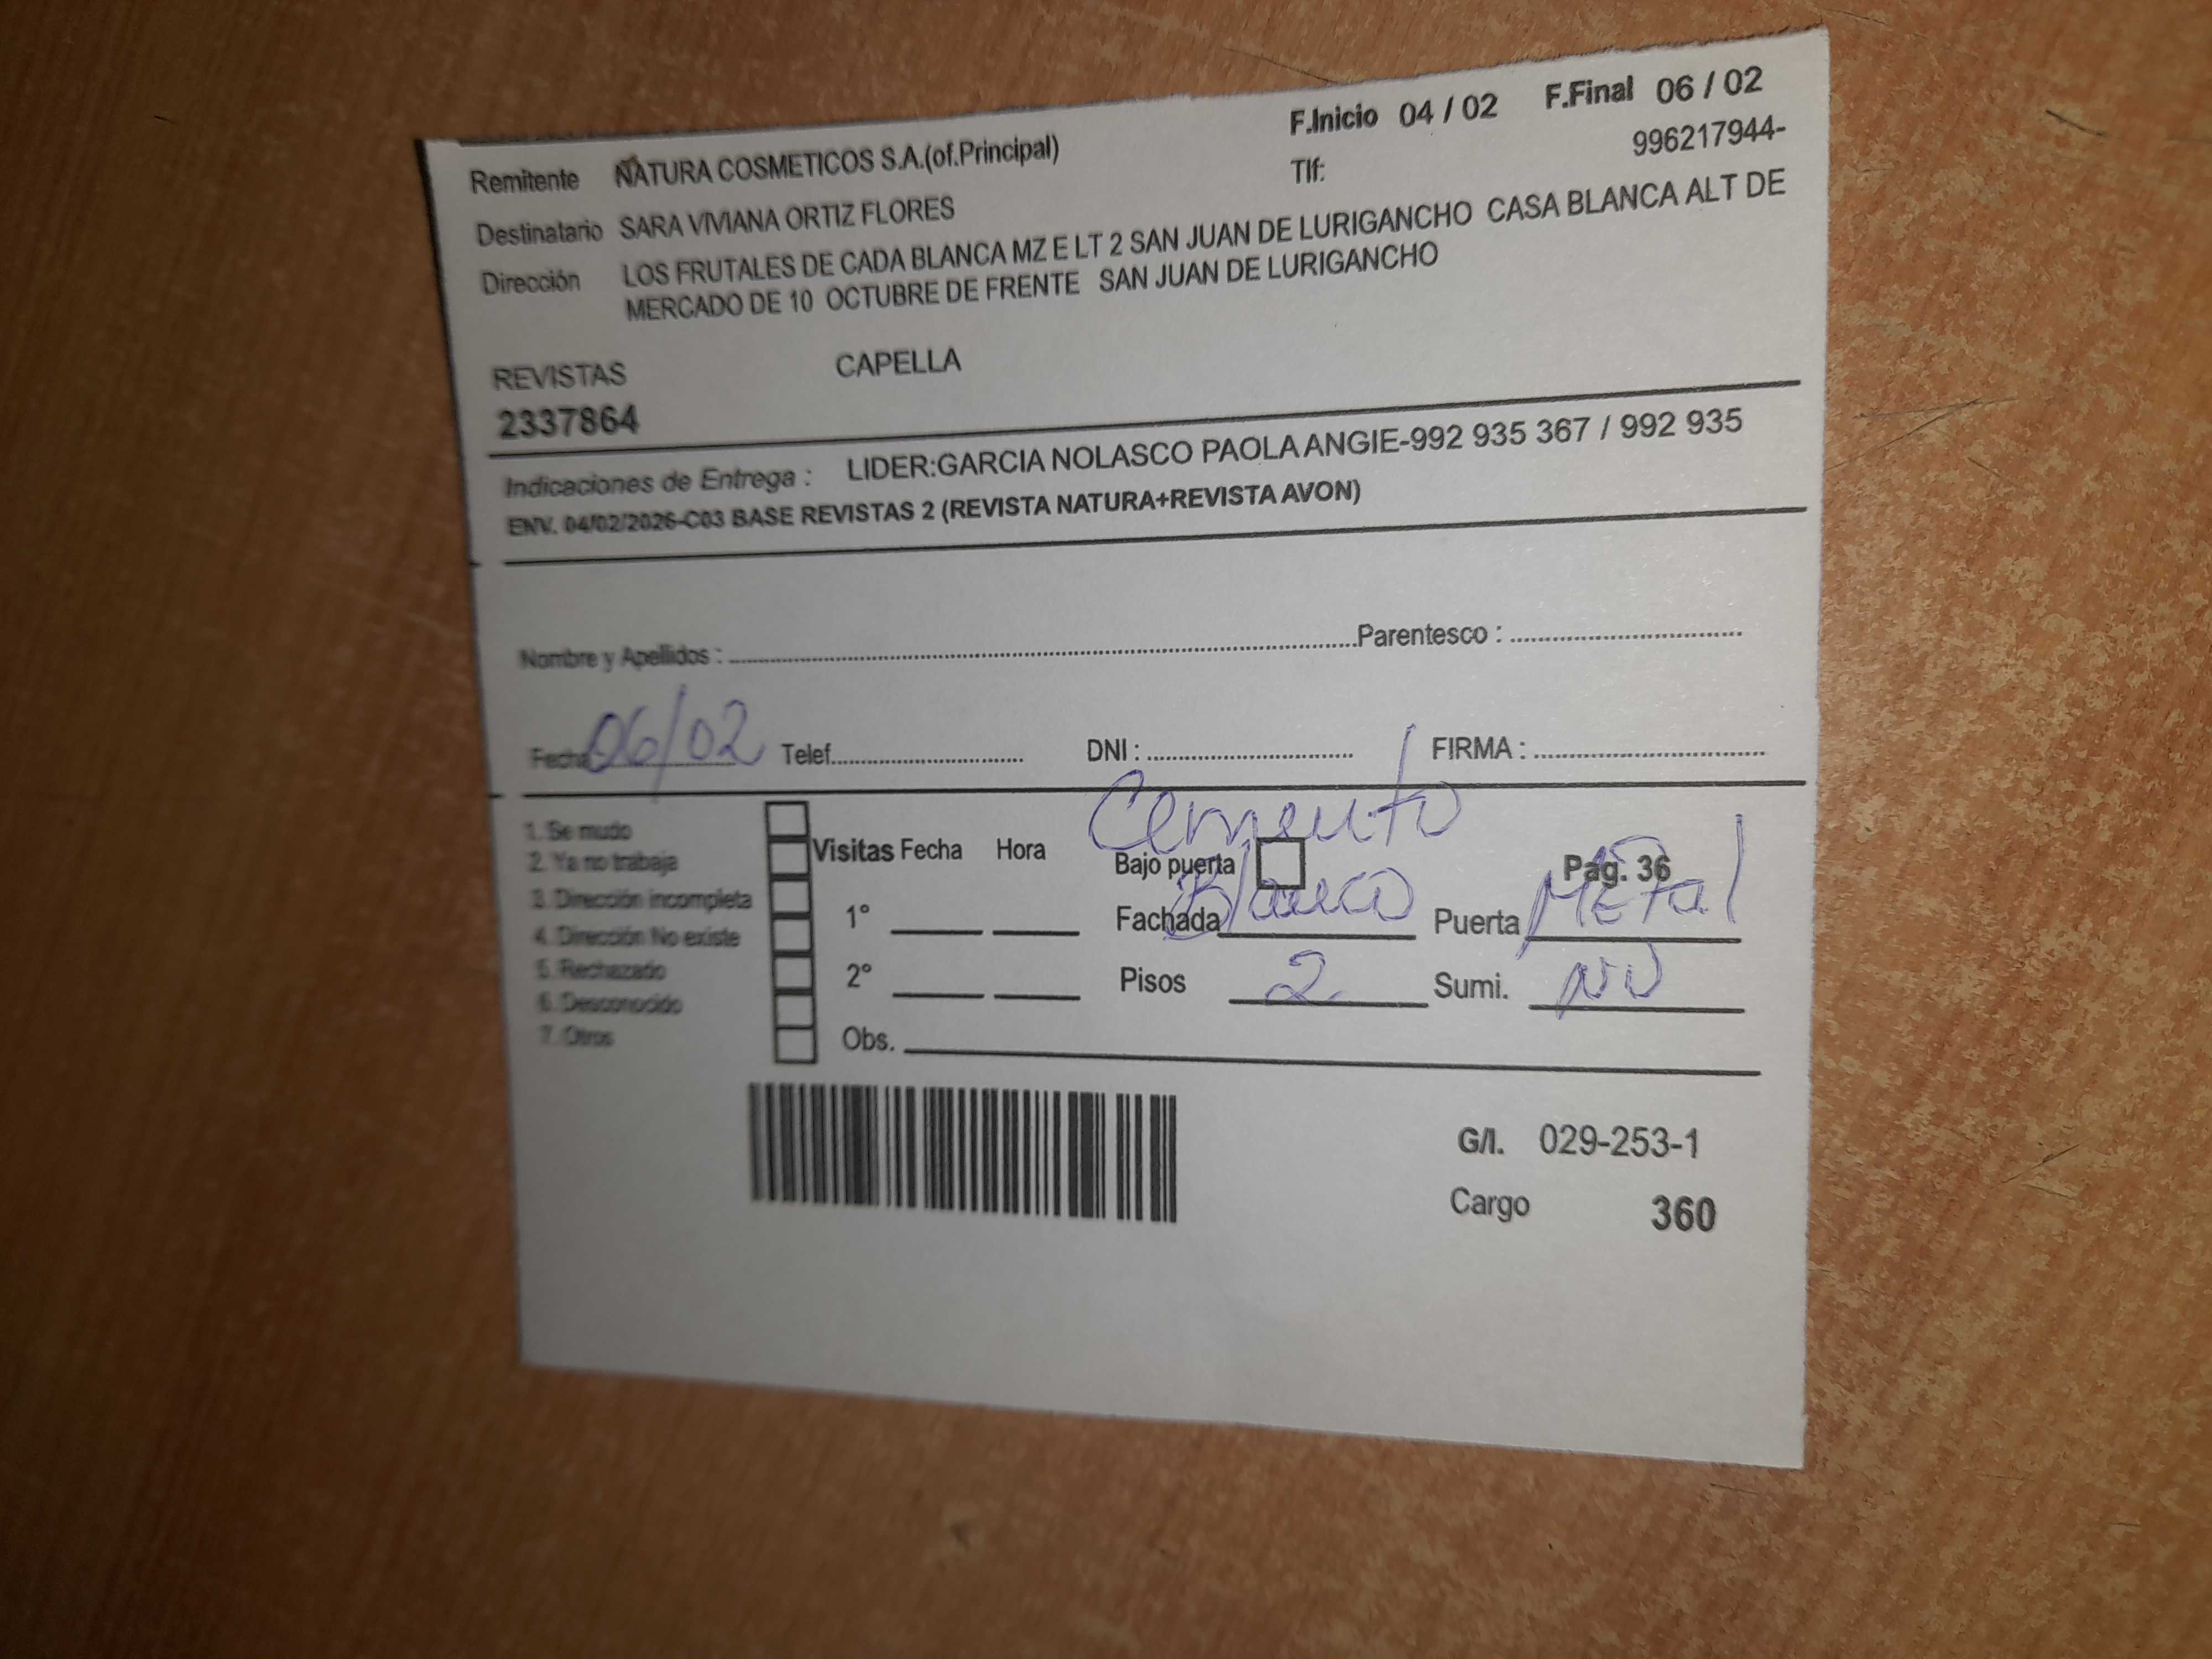 F.Inicio 04 / 02 F.Final 06 / 02
Remitente NATURA COSMETICOS S.A.(of.Principal) Tlf: 996217944-
Destinatario SARA VIVIANA ORTIZ FLORES
Dirección LOS FRUTALES DE CADA BLANCA MZ E LT 2 SAN JUAN DE LURIGANCHO CASA BLANCA ALT DE
MERCADO DE 10 OCTUBRE DE FRENTE SAN JUAN DE LURIGANCHO
REVISTAS CAPELLA
2337864
Indicaciones de Entrega : LIDER:GARCIA NOLASCO PAOLA ANGIE-992 935 367 / 992 935
ENV. 04/02/2026-C03 BASE REVISTAS 2 (REVISTA NATURA+REVISTA AVON)
Nombre y Apellidos : Parentesco :
Fecha 06/02 Telef. DNI : FIRMA :
Cemento
1. Se mudo
2. Ya no trabaja
3. Dirección incompleta
4. Dirección No existe
5. Rechazado
6. Desconocido
7. Otros
Visitas Fecha Hora
1°
2°
Obs.
Bajo puerta Pag. 36
Fachada Blanco Puerta Metal
Pisos 2 Sumi. NO
G/I. 029-253-1
Cargo 360